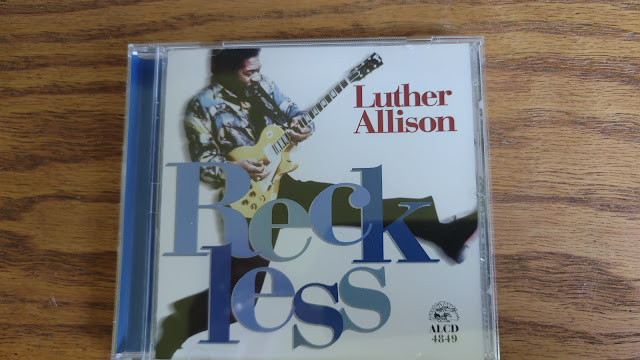 Luther
Allison
Reck
less
ALCD
4849